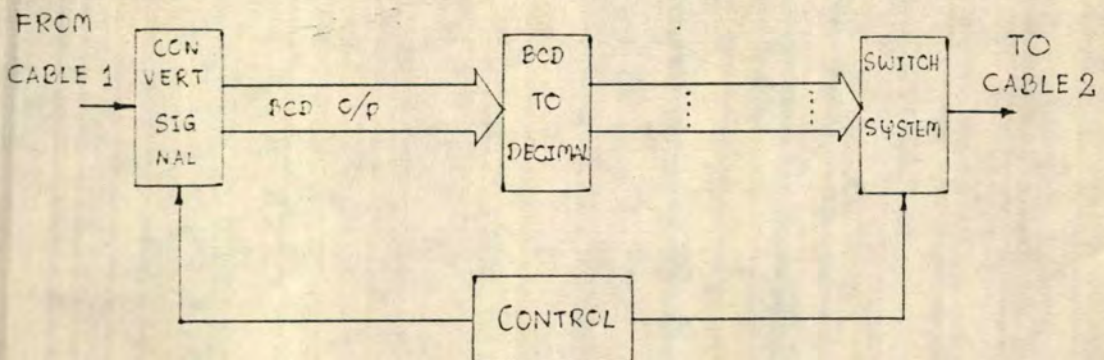 FROM
CABLE 1
CON
VERT
SIG
NAL
BCD O/P
BCD
TO
DECIMAL
SWITCH
SYSTEM
TO
CABLE 2
CONTROL